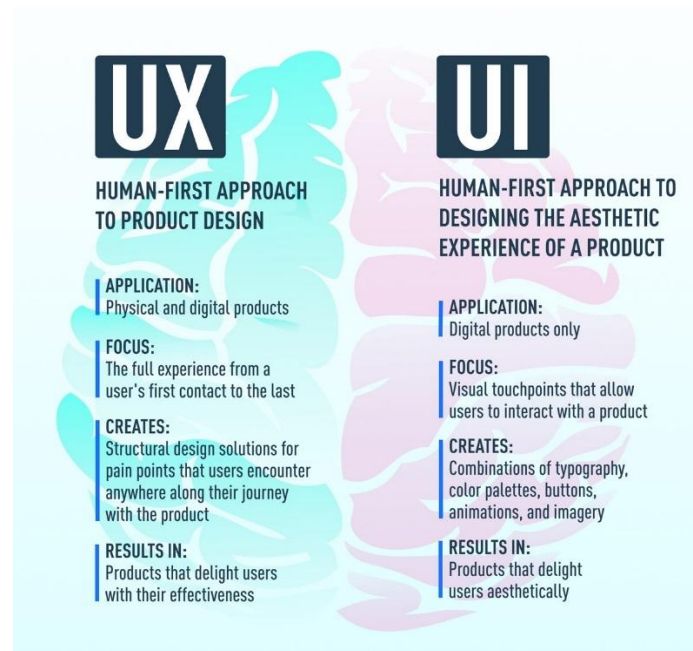 UX
HUMAN-FIRST APPROACH
TO PRODUCT DESIGN
APPLICATION:
Physical and digital products
FOCUS:
The full experience from a
user's first contact to the last
CREATES:
Structural design solutions for
pain points that users encounter
anywhere along their journey
with the product
RESULTS IN:
Products that delight users
with their effectiveness
UI
HUMAN-FIRST APPROACH TO
DESIGNING THE AESTHETIC
EXPERIENCE OF A PRODUCT
APPLICATION:
Digital products only
FOCUS:
Visual touchpoints that allow
users to interact with a product
CREATES:
Combinations of typography,
color palettes, buttons,
animations, and imagery
RESULTS IN:
Products that delight
users aesthetically